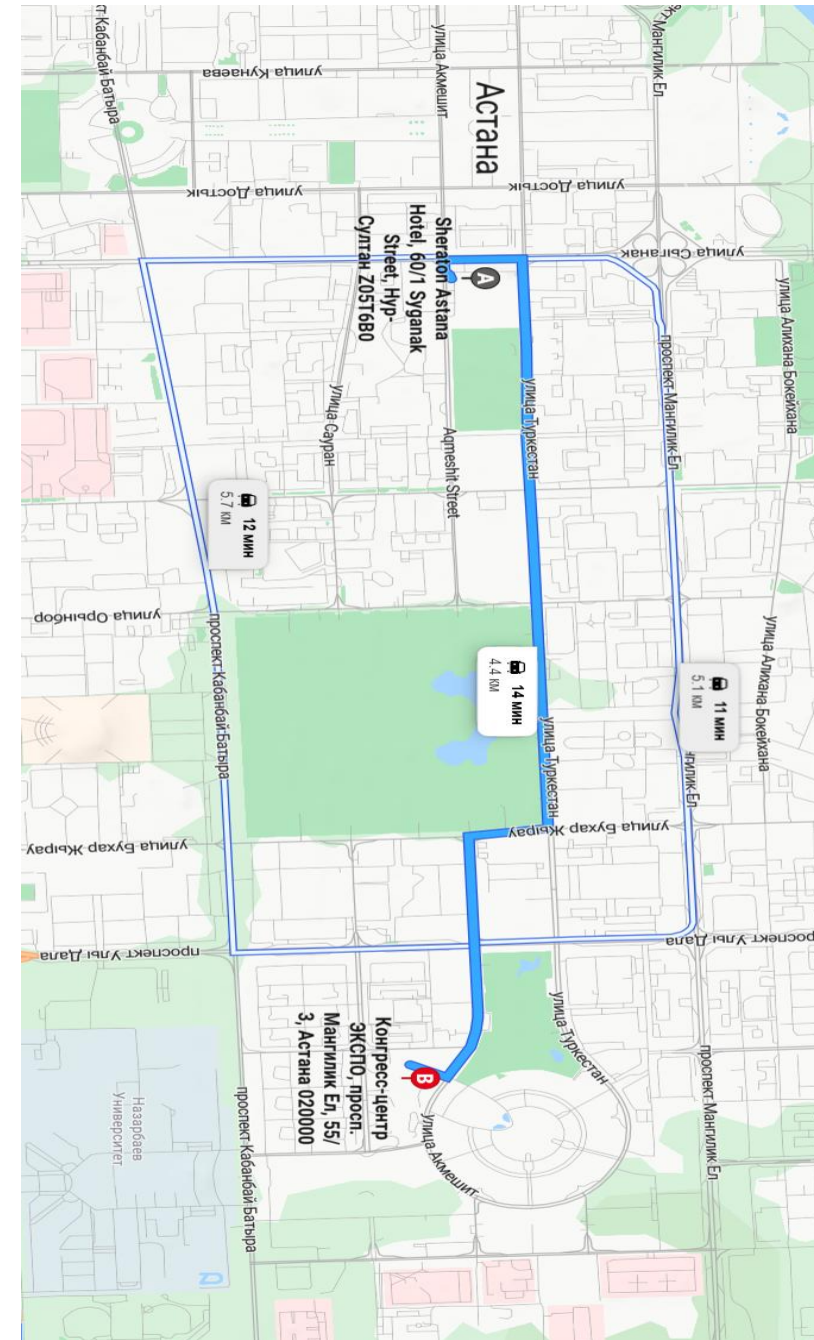 т Кабанбай Батыра
улица Кунаева
улица Акмешит
Мангилик Ел
Астана
улица Достык
улица Достык
улица Сыганак
A
Sheraton Astana
Hotel, 60/1 Syganak
Street, Нур-
Султан Z05T6B0
улица Алихана Бокейхана
проспект Мангилик Ел
улица Туркестан
улица Сауран
Aqmeshit Street
12 мин
5.7 км
улица Орынбор
проспект Кабанбай Батыра
14 мин
4.4 км
11 мин
5.1 км
улица Алихана Бокейхана
улица Туркестан
нгилик Ел
улица Бухар Жырау
улица Бухар Жырау
проспект Улы Дала
роспект Улы Дала
Конгресс-центр
ЭКСПО, просп.
Мангилик Ел, 55/
3, Астана 020000
B
улица Туркестан
улица Акмешит
проспект Мангилик Ел
проспект Кабанбай Батыра
Назарбаев
Университет